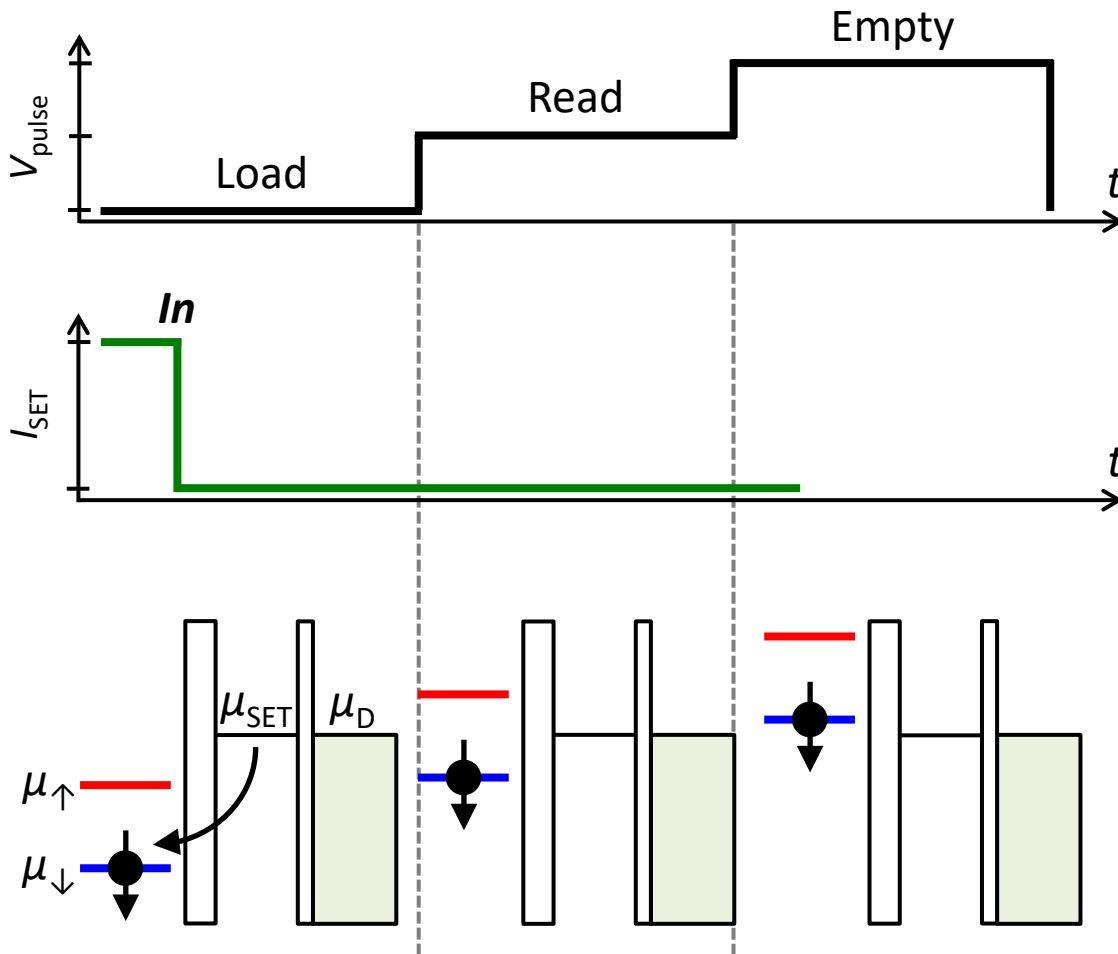 Empty
Read
Load
V_pulse
t
In
I_SET
t
μ_SET
μ_D
μ_↑
μ_↓